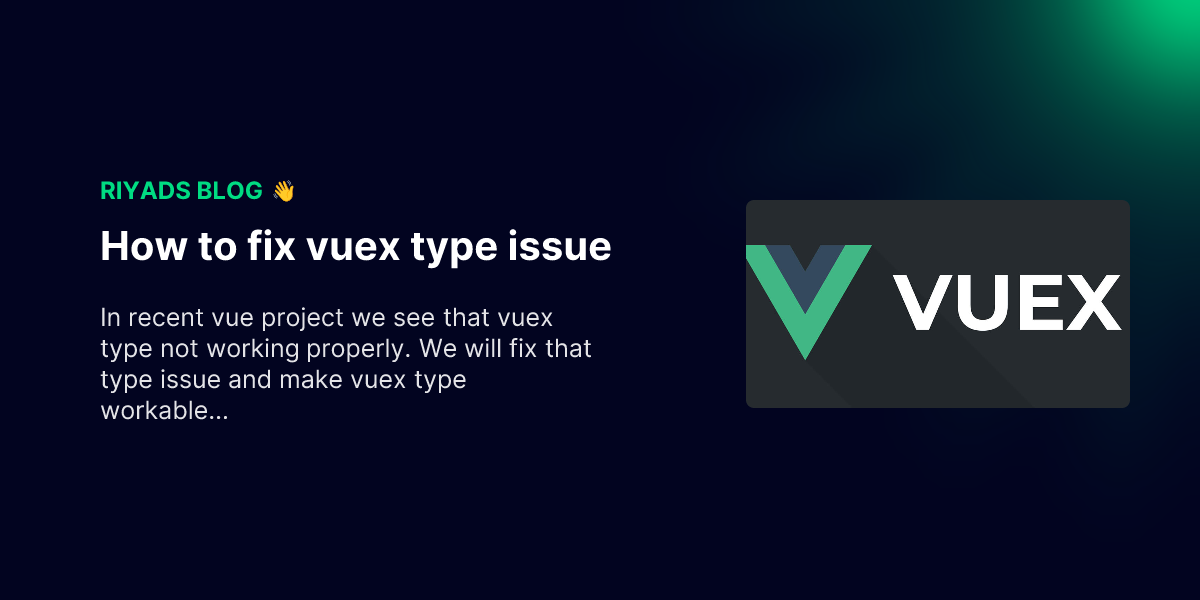 RIYADS BLOG 👋
How to fix vuex type issue
In recent vue project we see that vuex
type not working properly. We will fix that
type issue and make vuex type
workable...
VUEX